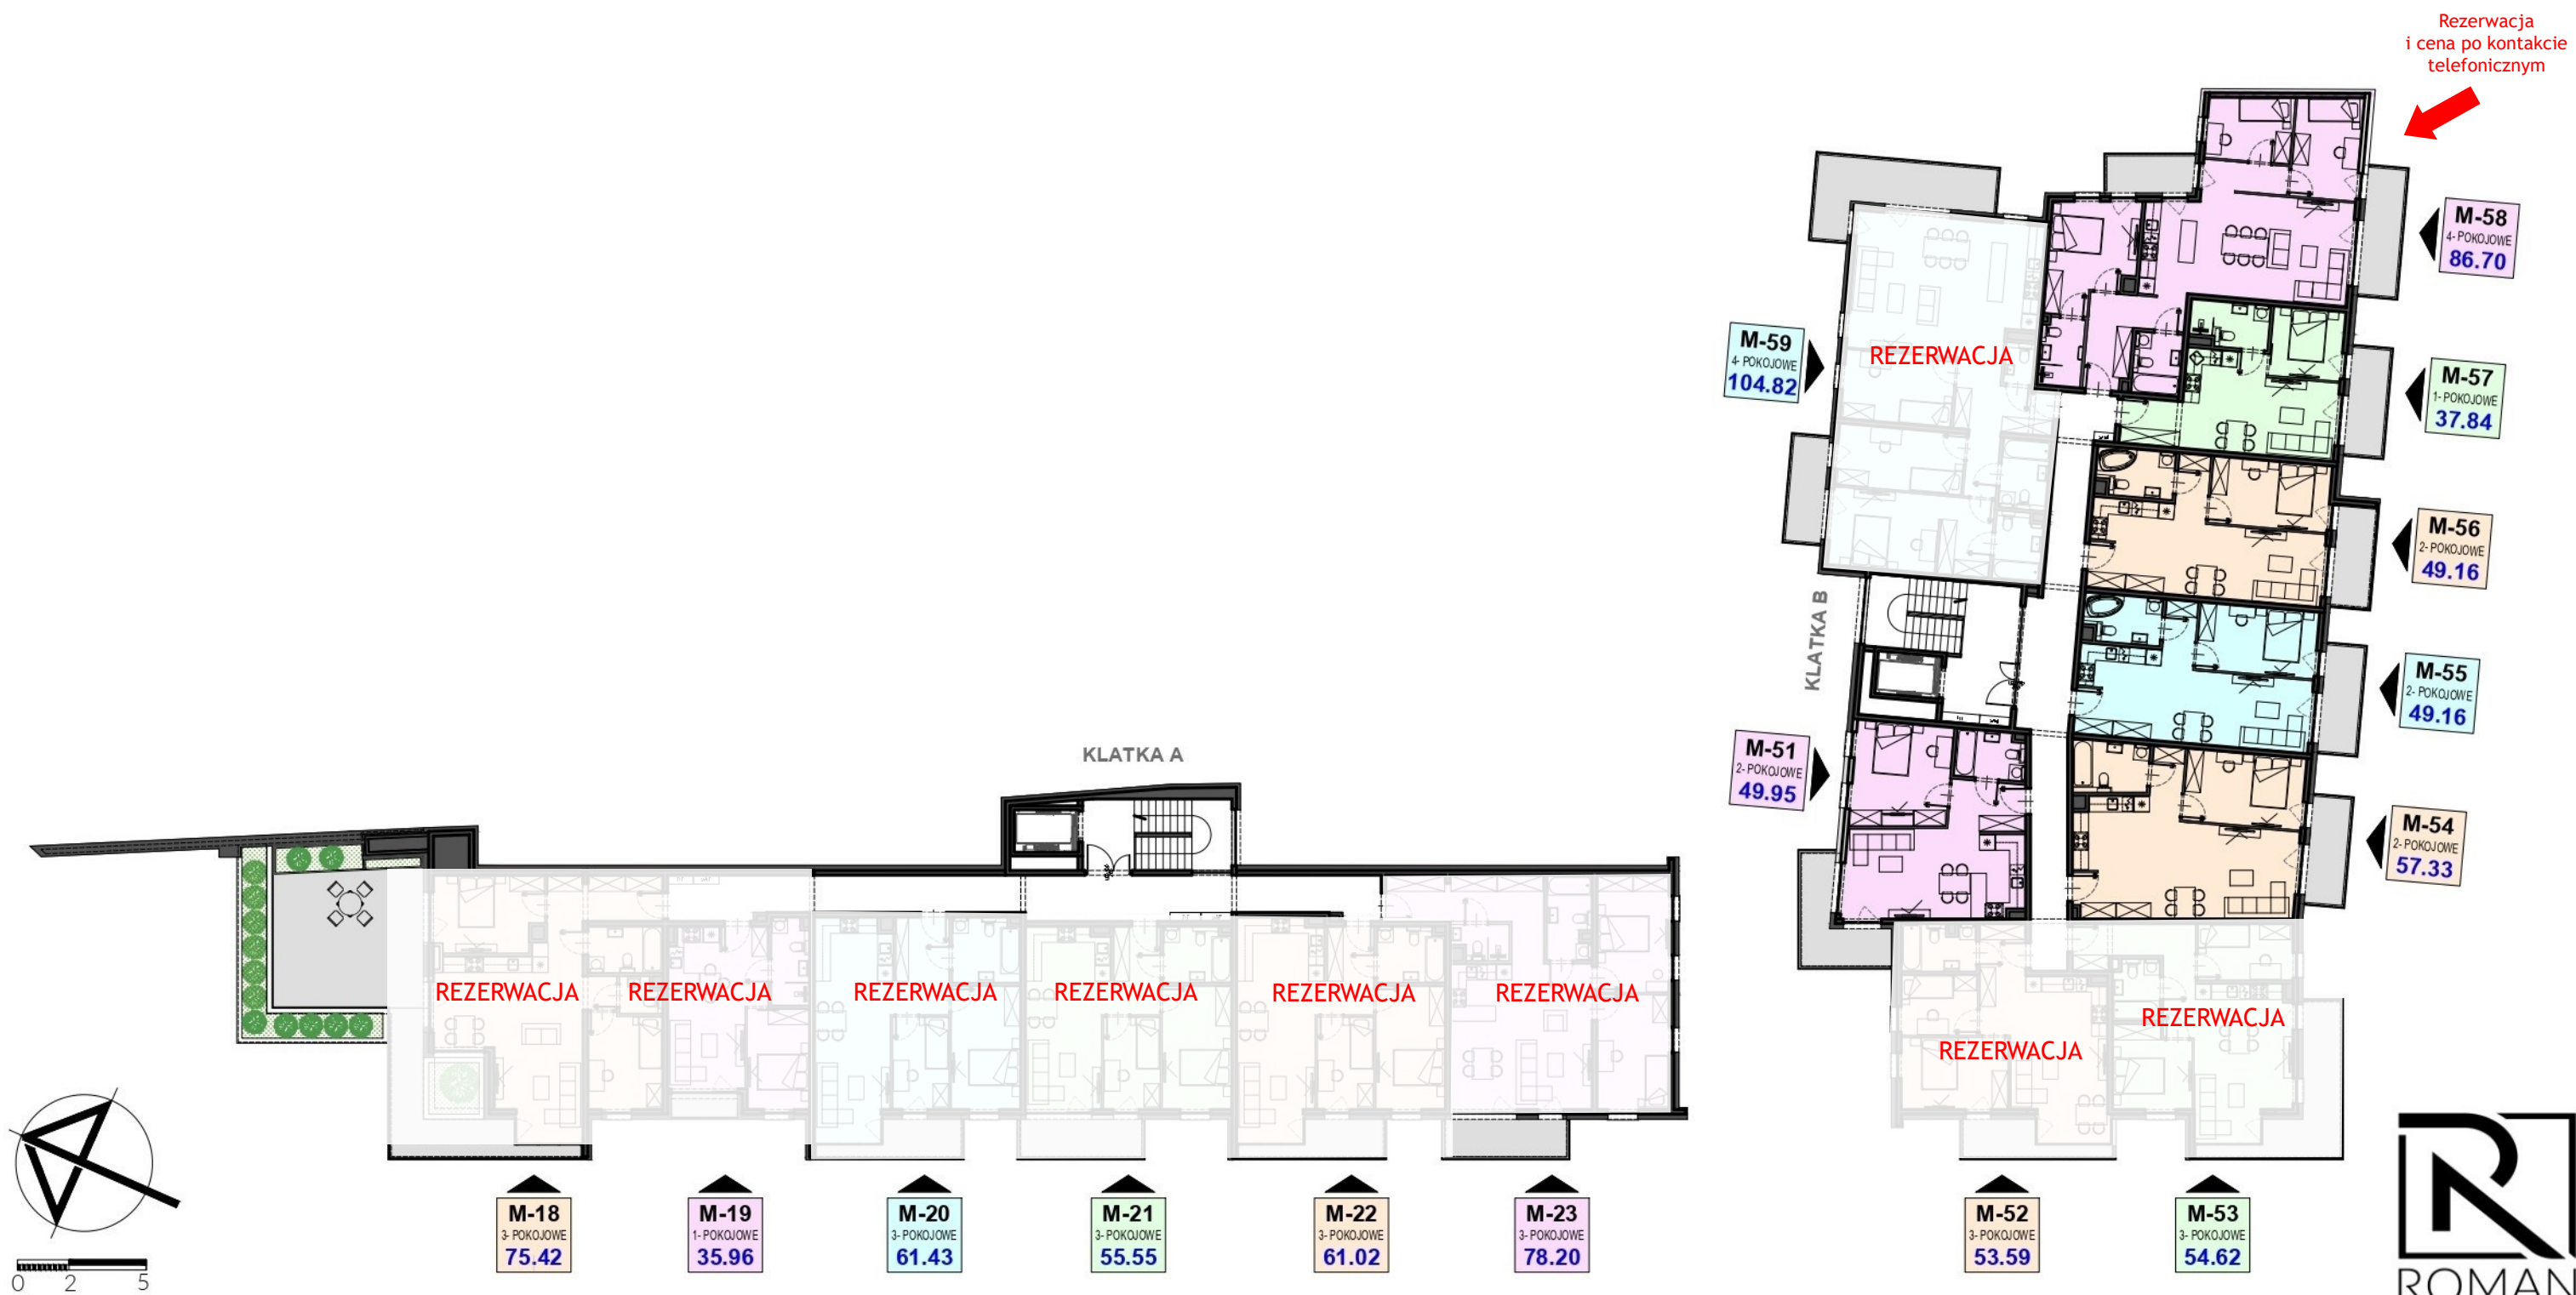 Rezerwacja
i cena po kontakcie
telefonicznym
M-58
4- POKOJOWE
86.70
M-59
4- POKOJOWE
104.82
REZERWACJA
M-57
1- POKOJOWE
37.84
M-56
2- POKOJOWE
49.16
KLATKA B
M-55
2- POKOJOWE
49.16
M-51
2- POKOJOWE
49.95
M-54
2- POKOJOWE
57.33
KLATKA A
REZERWACJA
REZERWACJA
REZERWACJA
REZERWACJA
REZERWACJA
REZERWACJA
REZERWACJA
REZERWACJA
M-18
3- POKOJOWE
75.42
M-19
1- POKOJOWE
35.96
M-20
3- POKOJOWE
61.43
M-21
3- POKOJOWE
55.55
M-22
3- POKOJOWE
61.02
M-23
3- POKOJOWE
78.20
M-52
3- POKOJOWE
53.59
M-53
3- POKOJOWE
54.62
0 2 5
ROMAN